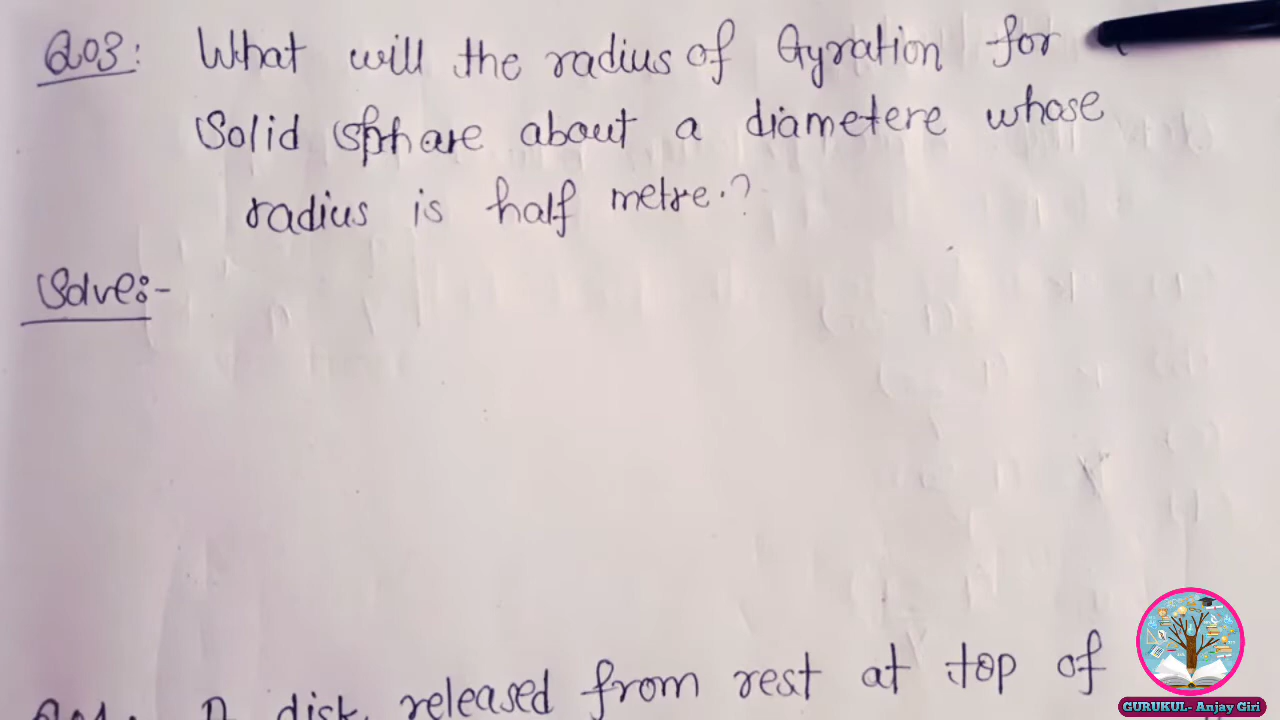 Q03: What will the radius of Gyration for
Solid Sphare about a diametere whose
radius is half metre.?
Solve:-
A disk released from rest at top of
GURUKUL- Anjay Giri